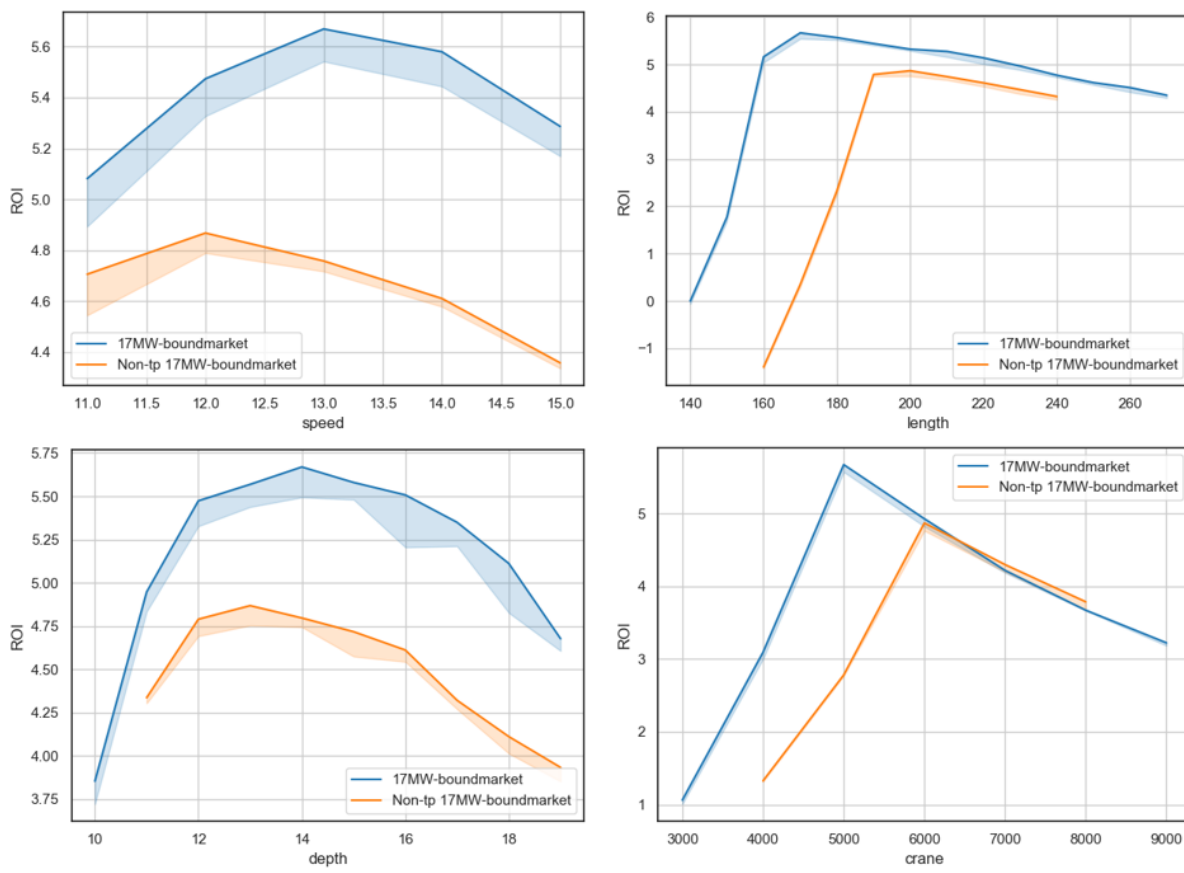 5.6
5.4
5.2
5.0
4.8
4.6
4.4
ROI
17MW-boundmarket
Non-tp 17MW-boundmarket
11.0 11.5 12.0 12.5 13.0 13.5 14.0 14.5 15.0
speed
6
5
4
3
2
1
0
−1
ROI
17MW-boundmarket
Non-tp 17MW-boundmarket
140 160 180 200 220 240 260
length
5.75
5.50
5.25
5.00
4.75
4.50
4.25
4.00
3.75
ROI
17MW-boundmarket
Non-tp 17MW-boundmarket
10 12 14 16 18
depth
17MW-boundmarket
Non-tp 17MW-boundmarket
5
4
3
2
1
ROI
3000 4000 5000 6000 7000 8000 9000
crane